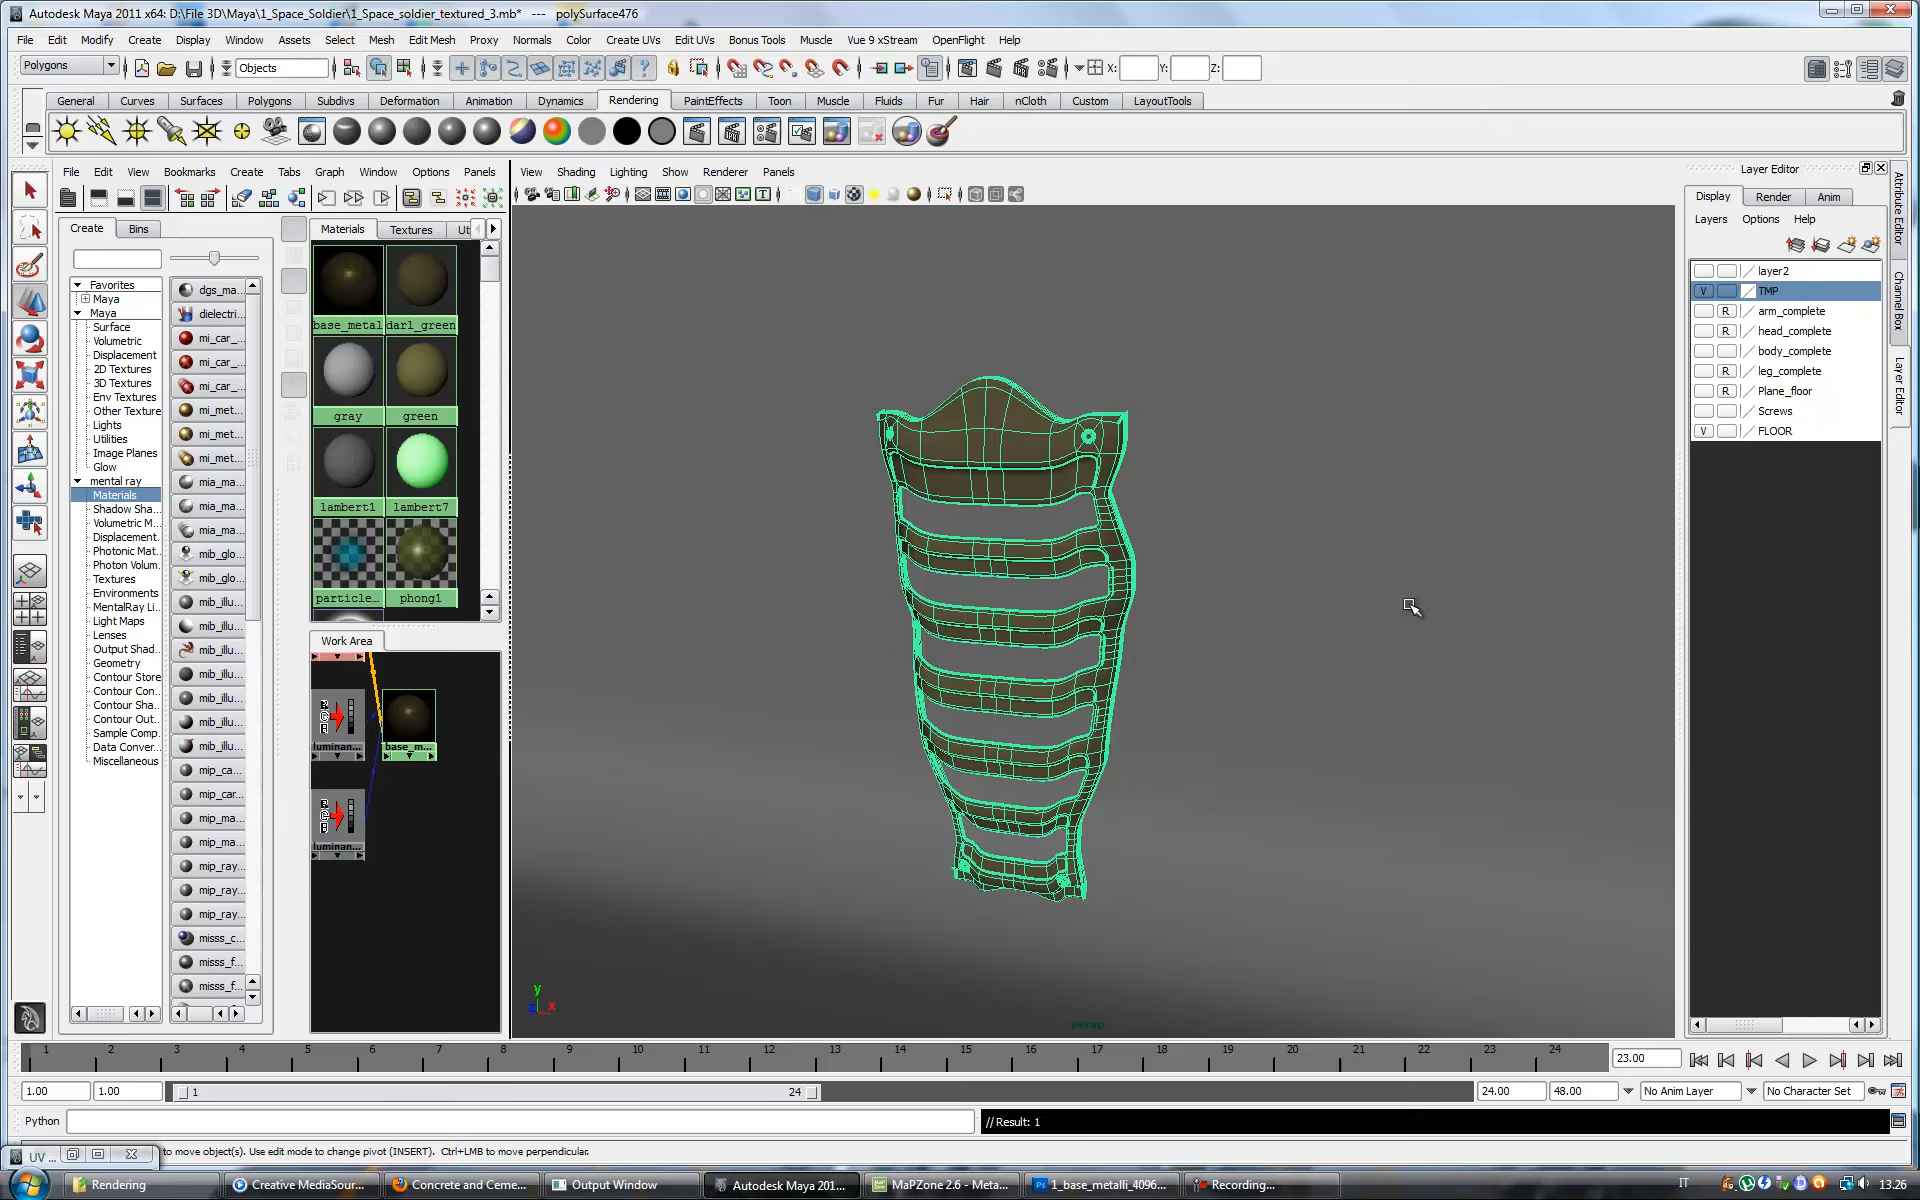 Autodesk Maya 2011 x64: D:\File 3D\Maya\1_Space_Soldier\1_Space_soldier_textured_3.mb*   ---   polySurface476
File Edit Modify Create Display Window Assets Select Mesh Edit Mesh Proxy Normals Color Create UVs Edit UVs Bonus Tools Muscle Vue 9 xStream OpenFlight Help
Polygons Objects X: Y: Z:
General Curves Surfaces Polygons Subdivs Deformation Animation Dynamics Rendering PaintEffects Toon Muscle Fluids Fur Hair nCloth Custom LayoutTools
File Edit View Bookmarks Create Tabs Graph Window Options Panels
View Shading Lighting Show Renderer Panels
Layer Editor
Create Bins
Materials Textures Ut
Display Render Anim
Layers Options Help
Favorites
Maya
Maya
Surface
Volumetric
Displacement
2D Textures
3D Textures
Env Textures
Other Texture
Lights
Utilities
Image Planes
Glow
mental ray
Materials
Shadow Sha...
Volumetric M...
Displacement.
Photonic Mat...
Photon Volum.
Textures
Environments
MentalRay Li...
Light Maps
Lenses
Output Shad...
Geometry
Contour Store
Contour Con...
Contour Sha...
Contour Out...
Sample Comp.
Data Conver...
Miscellaneous
dgs_ma...
dielectri...
mi_car_...
mi_car_...
mi_car_...
mi_met...
mi_met...
mi_met...
mia_ma...
mia_ma...
mia_ma...
mib_glo...
mib_glo...
mib_illu...
mib_illu...
mib_illu...
mib_illu...
mib_illu...
mib_illu...
mib_illu...
mip_ca...
mip_car...
mip_ma...
mip_ma...
mip_ray...
mip_ray...
mip_ray...
misss_c...
misss_f...
misss_f...
base_metal darl_green
gray green
lambert1 lambert7
particle... phong1
Work Area
luminan... base_m...
luminan...
layer2
V TMP
R arm_complete
R head_complete
body_complete
R leg_complete
R Plane_floor
Screws
V FLOOR
Attribute Editor
Channel Box
Layer Editor
y
z x
persp
1 2 3 4 5 6 7 8 9 10 11 12 13 14 15 16 17 18 19 20 21 22 23 24 23.00
1.00 1.00 1 24 24.00 48.00 No Anim Layer No Character Set
Python // Result: 1
UV ... to move object(s). Use edit mode to change pivot (INSERT). Ctrl+LMB to move perpendicular.
Rendering Creative MediaSour... Concrete and Ceme... Output Window Autodesk Maya 201... MaPZone 2.6 - Meta... 1_base_metalli_4096... Recording... IT 13.26